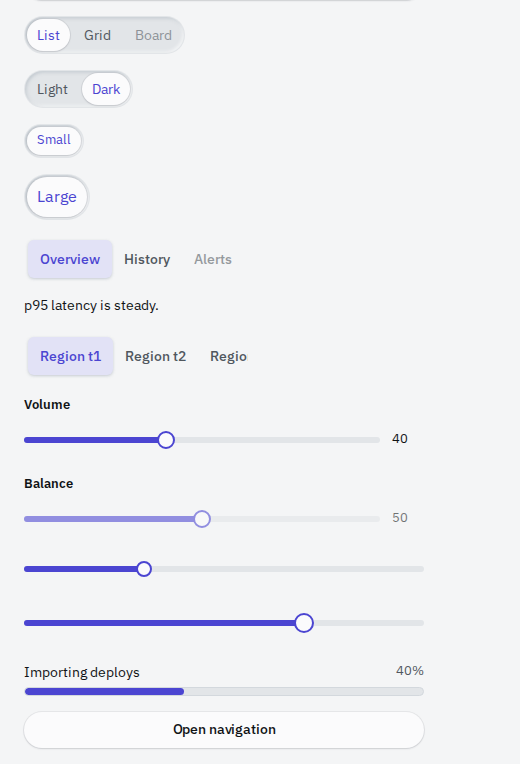 List Grid Board
Light Dark
Small
Large
Overview History Alerts
p95 latency is steady.
Region t1 Region t2 Regio
Volume
40
Balance
50
Importing deploys 40%
Open navigation